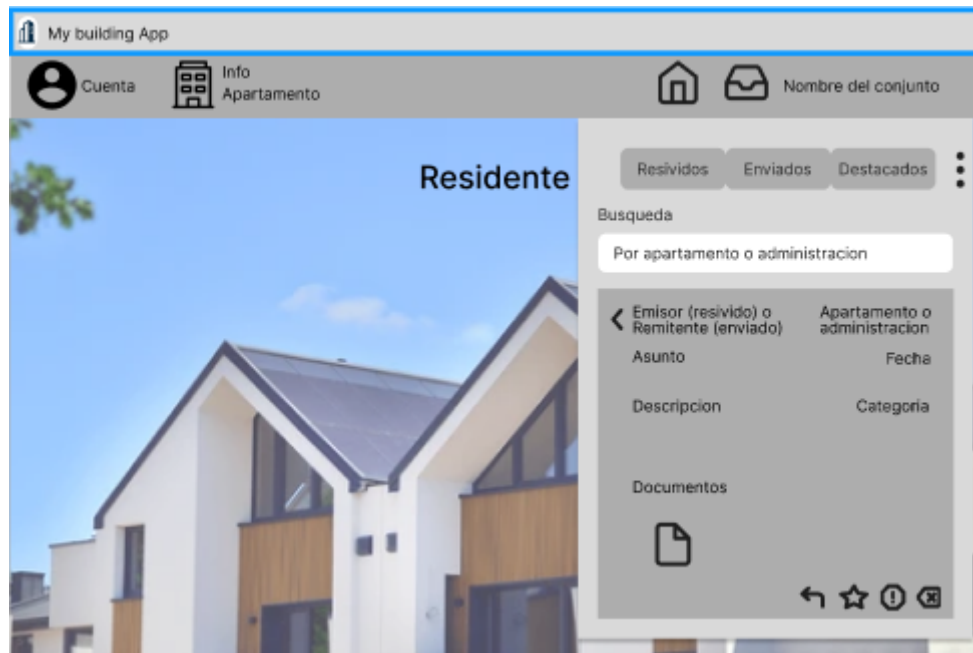 My building App
Cuenta
Info
Apartamento
Nombre del conjunto
Residente
Resividos Enviados Destacados
Busqueda
Por apartamento o administracion
Emisor (resivido) o
Remitente (enviado)
Apartamento o
administracion
Asunto
Fecha
Descripcion
Categoria
Documentos